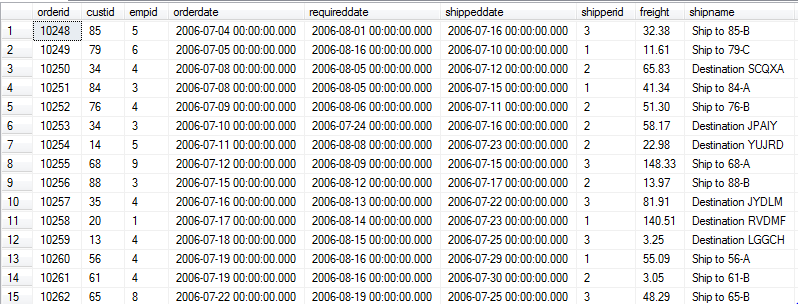 orderid custid empid orderdate requireddate shippeddate shipperid freight shipname
1 10248 85 5 2006-07-04 00:00:00.000 2006-08-01 00:00:00.000 2006-07-16 00:00:00.000 3 32.38 Ship to 85-B
2 10249 79 6 2006-07-05 00:00:00.000 2006-08-16 00:00:00.000 2006-07-10 00:00:00.000 1 11.61 Ship to 79-C
3 10250 34 4 2006-07-08 00:00:00.000 2006-08-05 00:00:00.000 2006-07-12 00:00:00.000 2 65.83 Destination SCQXA
4 10251 84 3 2006-07-08 00:00:00.000 2006-08-05 00:00:00.000 2006-07-15 00:00:00.000 1 41.34 Ship to 84-A
5 10252 76 4 2006-07-09 00:00:00.000 2006-08-06 00:00:00.000 2006-07-11 00:00:00.000 2 51.30 Ship to 76-B
6 10253 34 3 2006-07-10 00:00:00.000 2006-07-24 00:00:00.000 2006-07-16 00:00:00.000 2 58.17 Destination JPAIY
7 10254 14 5 2006-07-11 00:00:00.000 2006-08-08 00:00:00.000 2006-07-23 00:00:00.000 2 22.98 Destination YUJRD
8 10255 68 9 2006-07-12 00:00:00.000 2006-08-09 00:00:00.000 2006-07-15 00:00:00.000 3 148.33 Ship to 68-A
9 10256 88 3 2006-07-15 00:00:00.000 2006-08-12 00:00:00.000 2006-07-17 00:00:00.000 2 13.97 Ship to 88-B
10 10257 35 4 2006-07-16 00:00:00.000 2006-08-13 00:00:00.000 2006-07-22 00:00:00.000 3 81.91 Destination JYDLM
11 10258 20 1 2006-07-17 00:00:00.000 2006-08-14 00:00:00.000 2006-07-23 00:00:00.000 1 140.51 Destination RVDMF
12 10259 13 4 2006-07-18 00:00:00.000 2006-08-15 00:00:00.000 2006-07-25 00:00:00.000 3 3.25 Destination LGGCH
13 10260 56 4 2006-07-19 00:00:00.000 2006-08-16 00:00:00.000 2006-07-29 00:00:00.000 1 55.09 Ship to 56-A
14 10261 61 4 2006-07-19 00:00:00.000 2006-08-16 00:00:00.000 2006-07-30 00:00:00.000 2 3.05 Ship to 61-B
15 10262 65 8 2006-07-22 00:00:00.000 2006-08-19 00:00:00.000 2006-07-25 00:00:00.000 3 48.29 Ship to 65-B